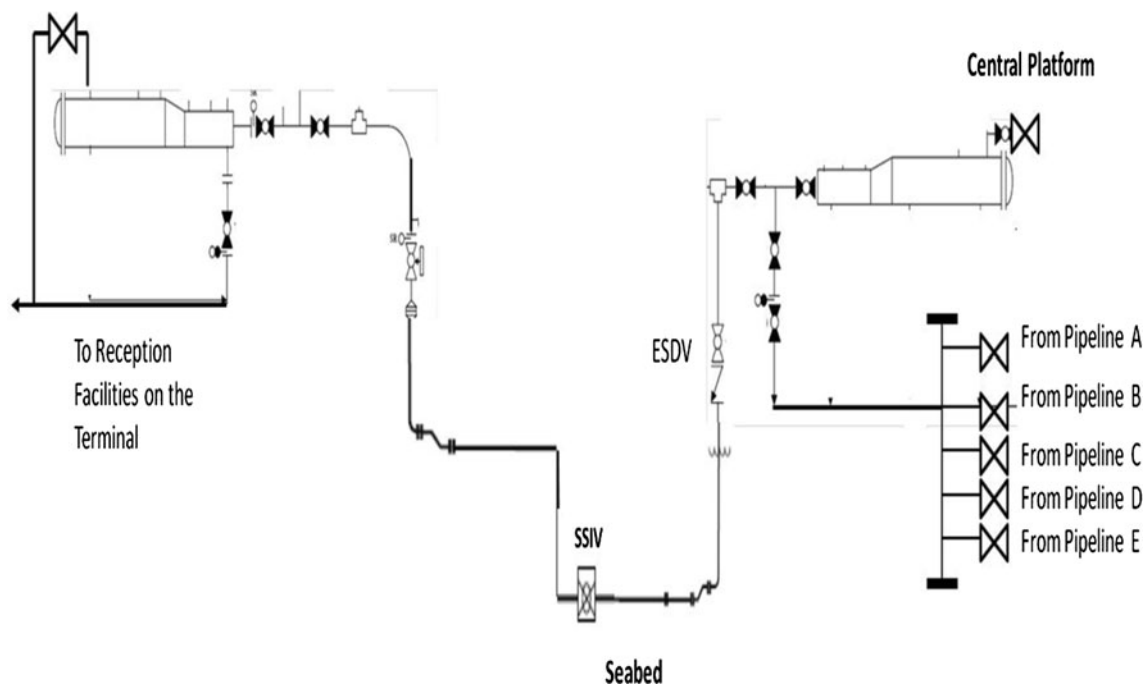 Central Platform
ESDV
To Reception
Facilities on the
Terminal
From Pipeline A
From Pipeline B
From Pipeline C
From Pipeline D
From Pipeline E
SSIV
Seabed